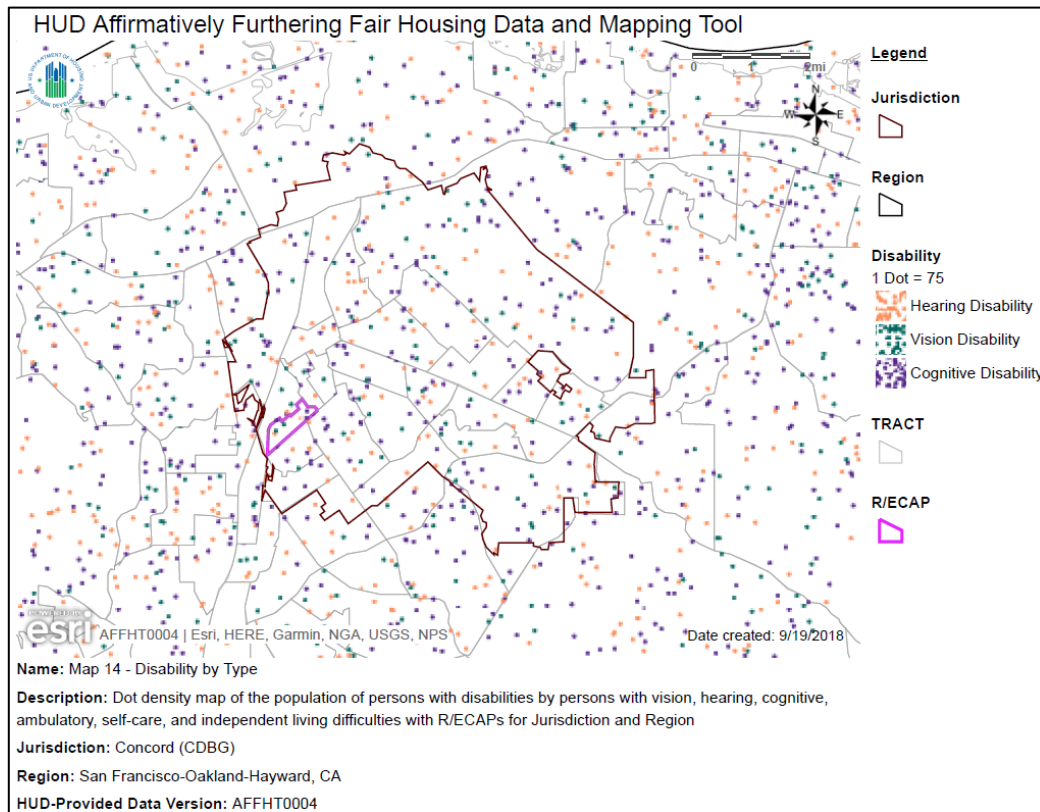 HUD Affirmatively Furthering Fair Housing Data and Mapping Tool
Legend
0 1 2mi
N
W E
S
Jurisdiction
Region
Disability
1 Dot = 75
Hearing Disability
Vision Disability
Cognitive Disability
TRACT
R/ECAP
POWERED BY
esri
AFFHT0004 | Esri, HERE, Garmin, NGA, USGS, NPS
Date created: 9/19/2018
Name: Map 14 - Disability by Type
Description: Dot density map of the population of persons with disabilities by persons with vision, hearing, cognitive,
ambulatory, self-care, and independent living difficulties with R/ECAPs for Jurisdiction and Region
Jurisdiction: Concord (CDBG)
Region: San Francisco-Oakland-Hayward, CA
HUD-Provided Data Version: AFFHT0004